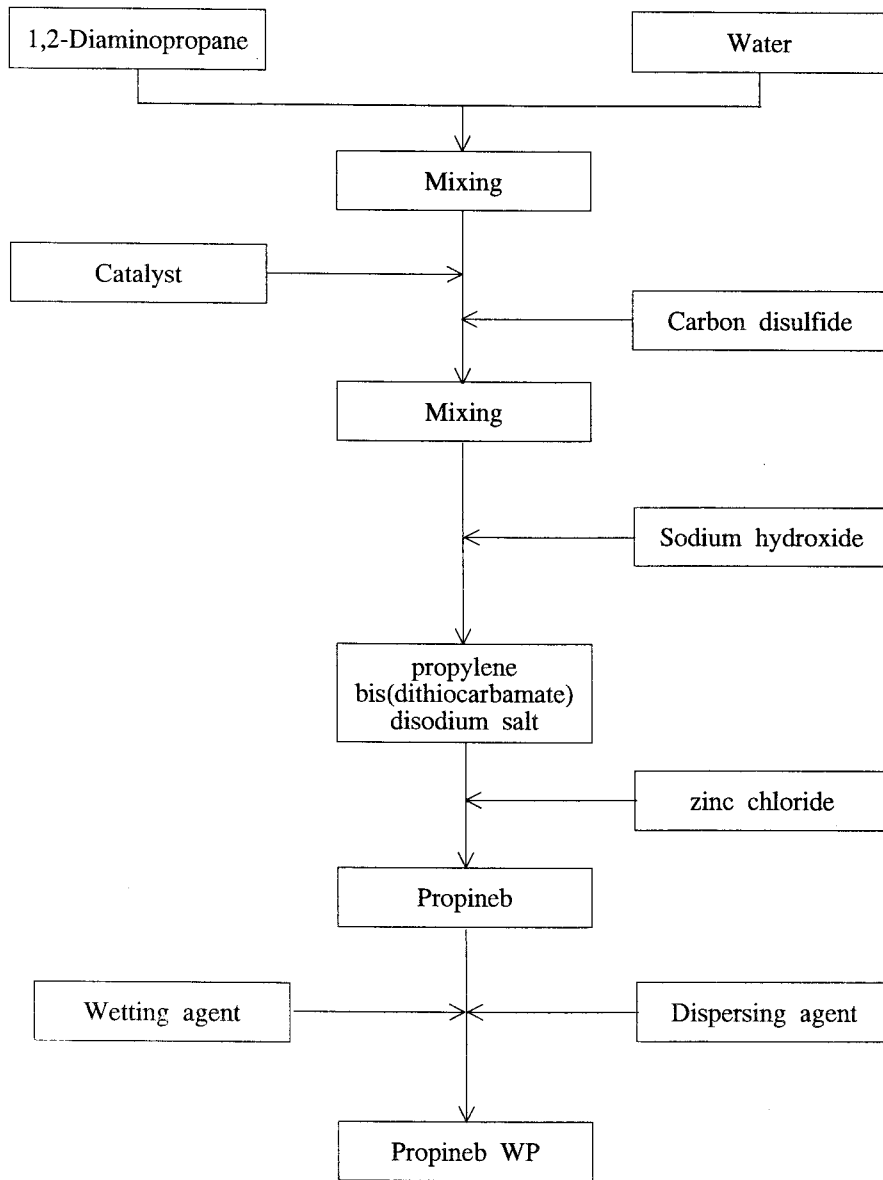 1,2-Diaminopropane
Water
Mixing
Catalyst
Carbon disulfide
Mixing
Sodium hydroxide
propylene
bis(dithiocarbamate)
disodium salt
zinc chloride
Propineb
Wetting agent
Dispersing agent
Propineb WP